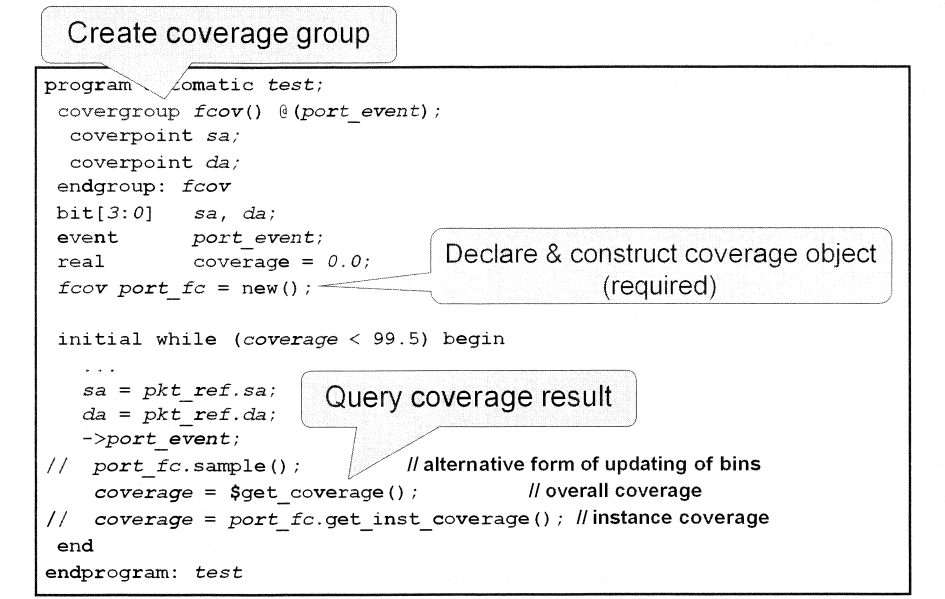 Create coverage group
program automatic test;
covergroup fcov() @(port_event);
coverpoint sa;
coverpoint da;
endgroup: fcov
bit[3:0] sa, da;
event port_event;
real coverage = 0.0;
fcov port_fc = new();
Declare & construct coverage object
(required)
initial while (coverage < 99.5) begin
...
sa = pkt_ref.sa;
da = pkt_ref.da;
->port_event;
Query coverage result
// port_fc.sample(); // alternative form of updating of bins
coverage = $get_coverage(); // overall coverage
// coverage = port_fc.get_inst_coverage(); // instance coverage
end
endprogram: test